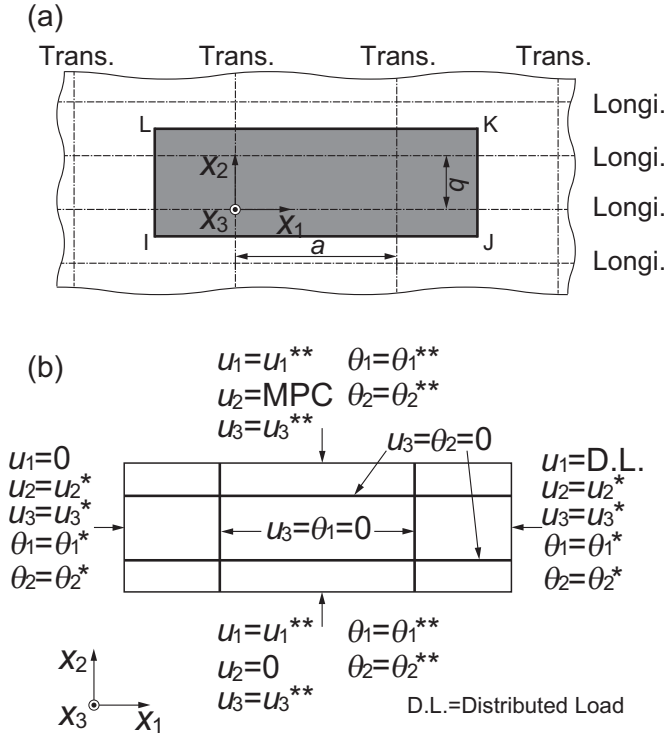 (a)
Trans. Trans. Trans. Trans.
Longi.
L K
Longi.
x2
b
x3 x1
Longi.
I a J
Longi.
(b)
u1=u1** θ1=θ1**
u2=MPC θ2=θ2**
u3=u3**
u3=θ2=0
u1=0
u2=u2*
u3=u3*
θ1=θ1*
θ2=θ2*
u3=θ1=0
u1=D.L.
u2=u2*
u3=u3*
θ1=θ1*
θ2=θ2*
u1=u1** θ1=θ1**
u2=0 θ2=θ2**
u3=u3**
x2
x3 x1
D.L.=Distributed Load